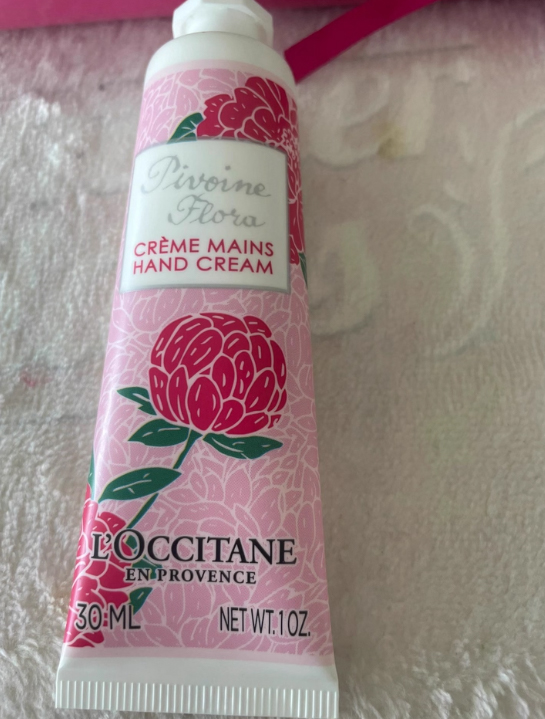 Pivoine
Flora
CRÈME MAINS
HAND CREAM
L'OCCITANE
EN PROVENCE
30 ML NET WT.1 OZ.